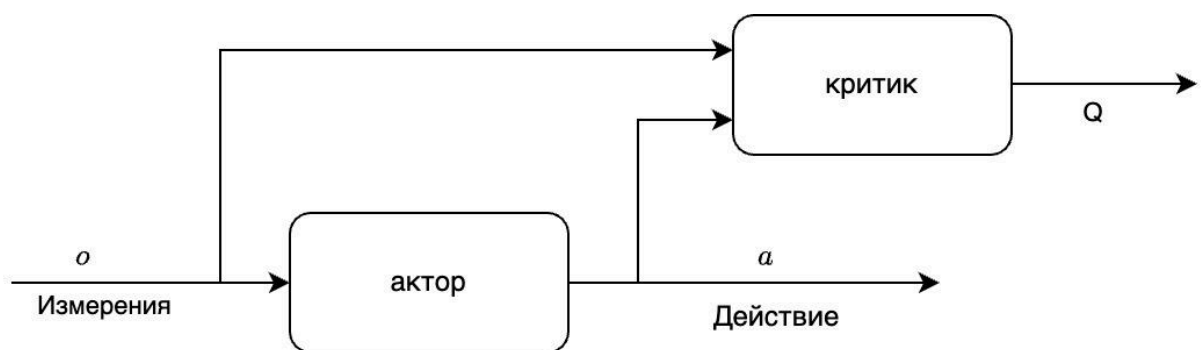 критик
Q
o
a
актор
Измерения
Действие